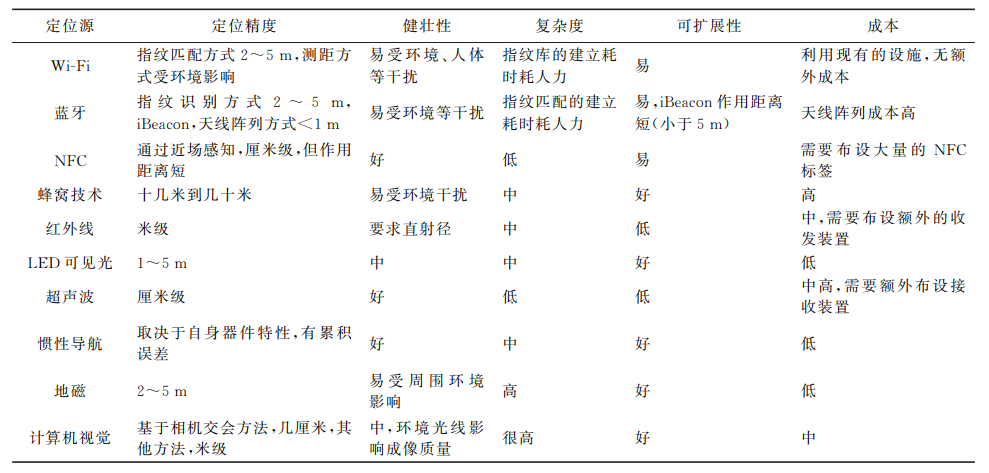 定位源 定位精度 健壮性 复杂度 可扩展性 成本
Wi-Fi 指纹匹配方式 2～5 m,测距方式受环境影响 易受环境、人体等干扰 指纹库的建立耗时耗人力 易 利用现有的设施,无额外成本
蓝牙 指纹识别方式 2～5 m,iBeacon,天线阵列方式＜1 m 易受环境等干扰 指纹匹配的建立耗时耗人力 易,iBeacon 作用距离短(小于 5 m) 天线阵列成本高
NFC 通过近场感知,厘米级,但作用距离短 好 低 易 需要布设大量的 NFC 标签
蜂窝技术 十几米到几十米 易受环境干扰 中 好 高
红外线 米级 要求直射径 中 低 中,需要布设额外的收发装置
LED 可见光 1～5 m 中 中 好 低
超声波 厘米级 好 低 低 中高,需要额外布设接收装置
惯性导航 取决于自身器件特性,有累积误差 好 中 好 低
地磁 2～5 m 易受周围环境影响 高 好 低
计算机视觉 基于相机交会方法,几厘米,其他方法,米级 中,环境光线影响成像质量 很高 好 中